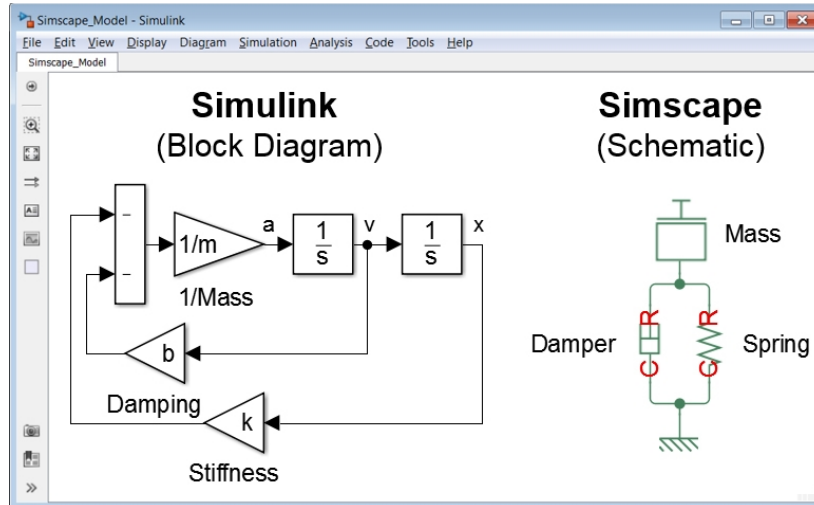 Simscape_Model - Simulink
File Edit View Display Diagram Simulation Analysis Code Tools Help
Simscape_Model
Simulink
(Block Diagram)
Simscape
(Schematic)
−
−
1/m
a
1
s
v
1
s
x
1/Mass
b
Damping
k
Stiffness
Mass
Damper
R
C
R
C
Spring